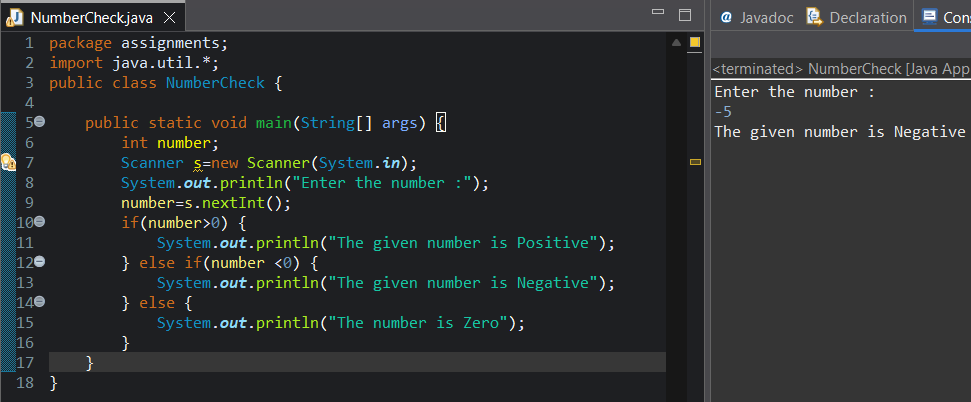 NumberCheck.java
1 package assignments;
2 import java.util.*;
3 public class NumberCheck {
4
5 public static void main(String[] args) {
6 int number;
7 Scanner s=new Scanner(System.in);
8 System.out.println("Enter the number :");
9 number=s.nextInt();
10 if(number>0) {
11 System.out.println("The given number is Positive");
12 } else if(number <0) {
13 System.out.println("The given number is Negative");
14 } else {
15 System.out.println("The number is Zero");
16 }
17 }
18 }
@ Javadoc Declaration
<terminated> NumberCheck [Java App
Enter the number :
-5
The given number is Negative